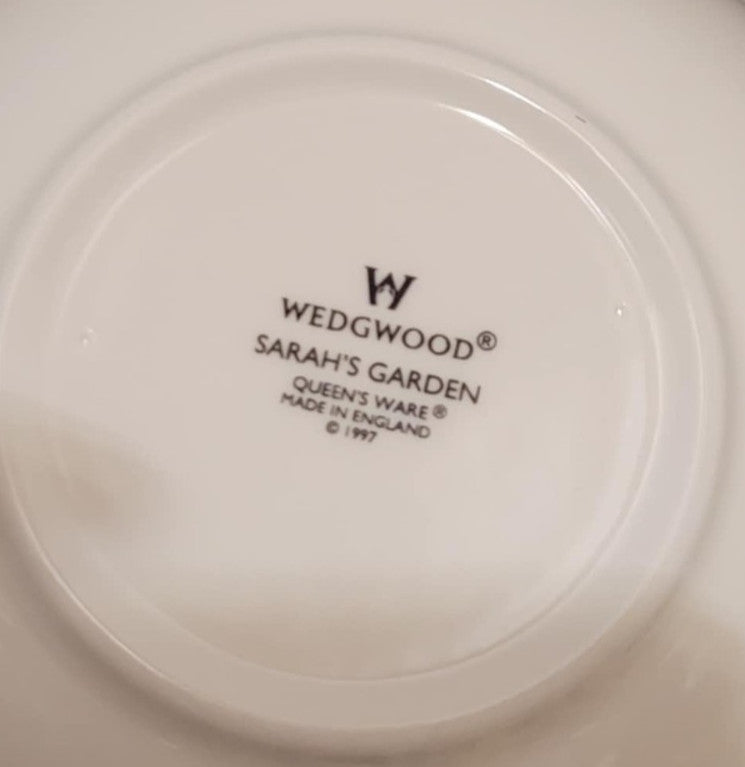 W
WEDGWOOD®
SARAH'S GARDEN
QUEEN'S WARE®
MADE IN ENGLAND
© 1997